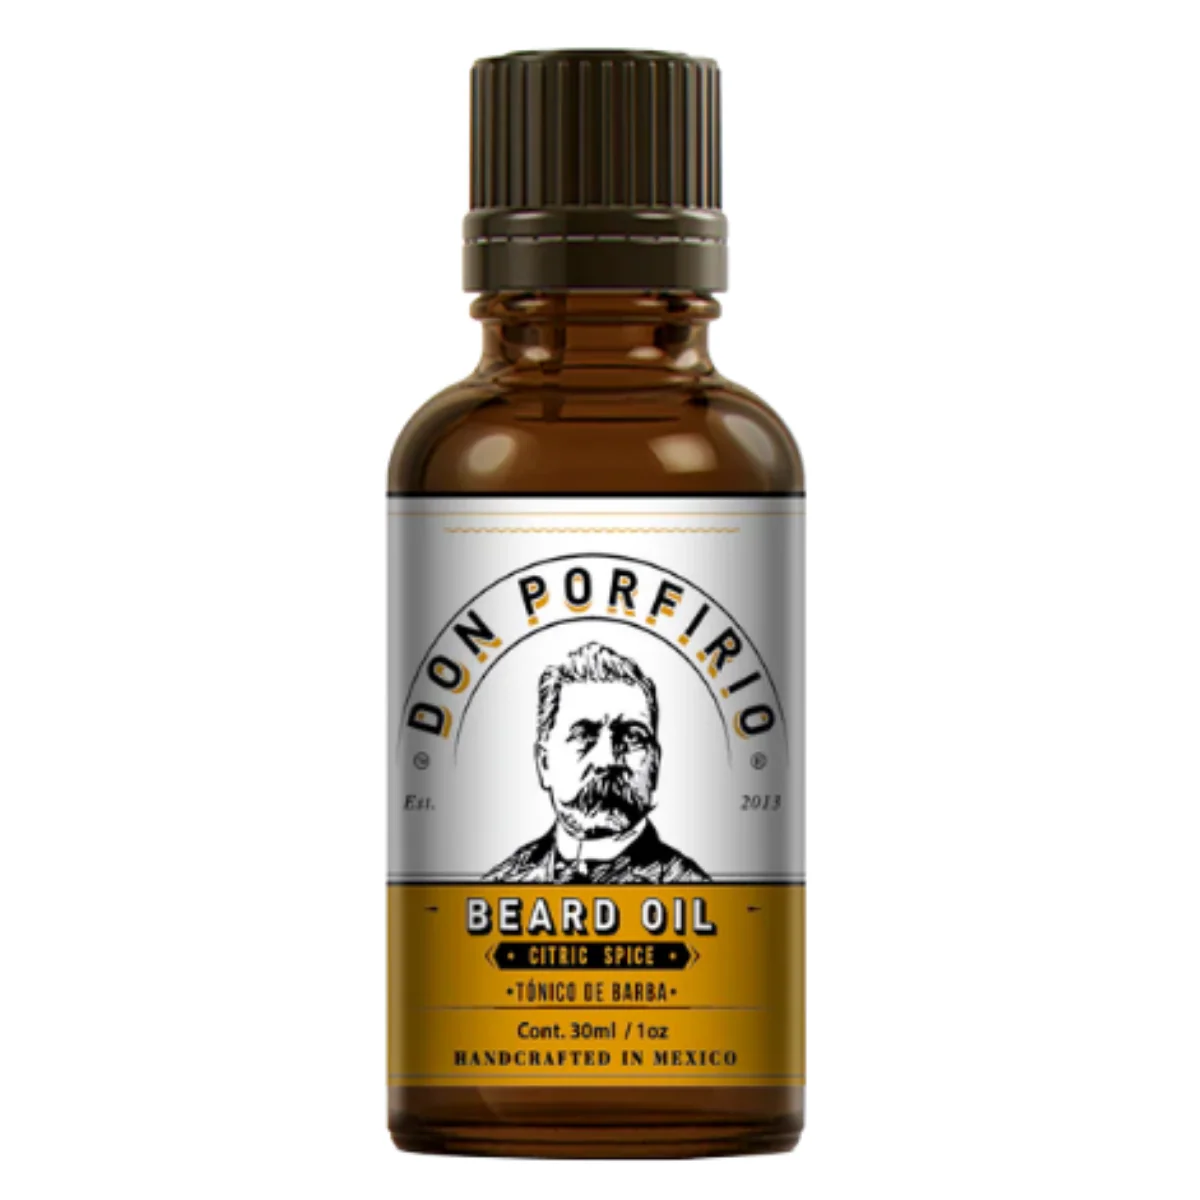 DON PORFIRIO
Est. 2013
BEARD OIL
• CITRIC SPICE •
•TÓNICO DE BARBA•
Cont. 30ml / 1oz
HANDCRAFTED IN MEXICO